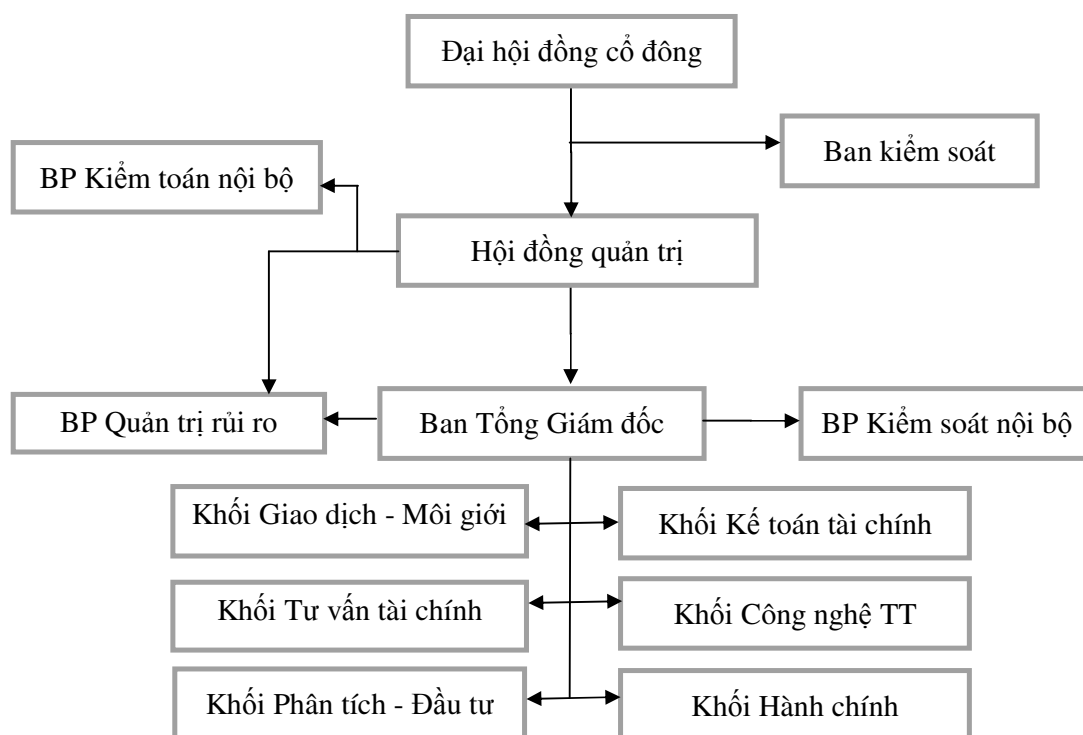 Đại hội đồng cổ đông
Ban kiểm soát
BP Kiểm toán nội bộ
Hội đồng quản trị
BP Quản trị rủi ro
Ban Tổng Giám đốc
BP Kiểm soát nội bộ
Khối Giao dịch - Môi giới
Khối Kế toán tài chính
Khối Tư vấn tài chính
Khối Công nghệ TT
Khối Phân tích - Đầu tư
Khối Hành chính